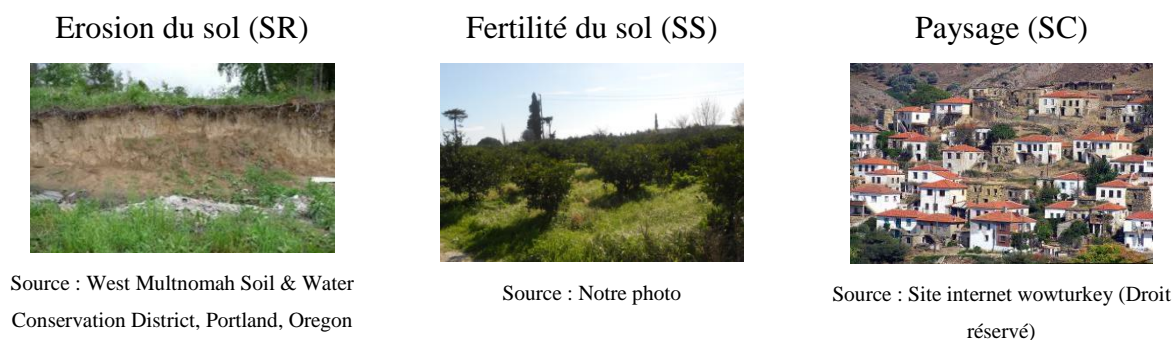 Erosion du sol (SR)
Fertilité du sol (SS)
Paysage (SC)
Source : West Multnomah Soil & Water
Conservation District, Portland, Oregon
Source : Notre photo
Source : Site internet wowturkey (Droit
réservé)